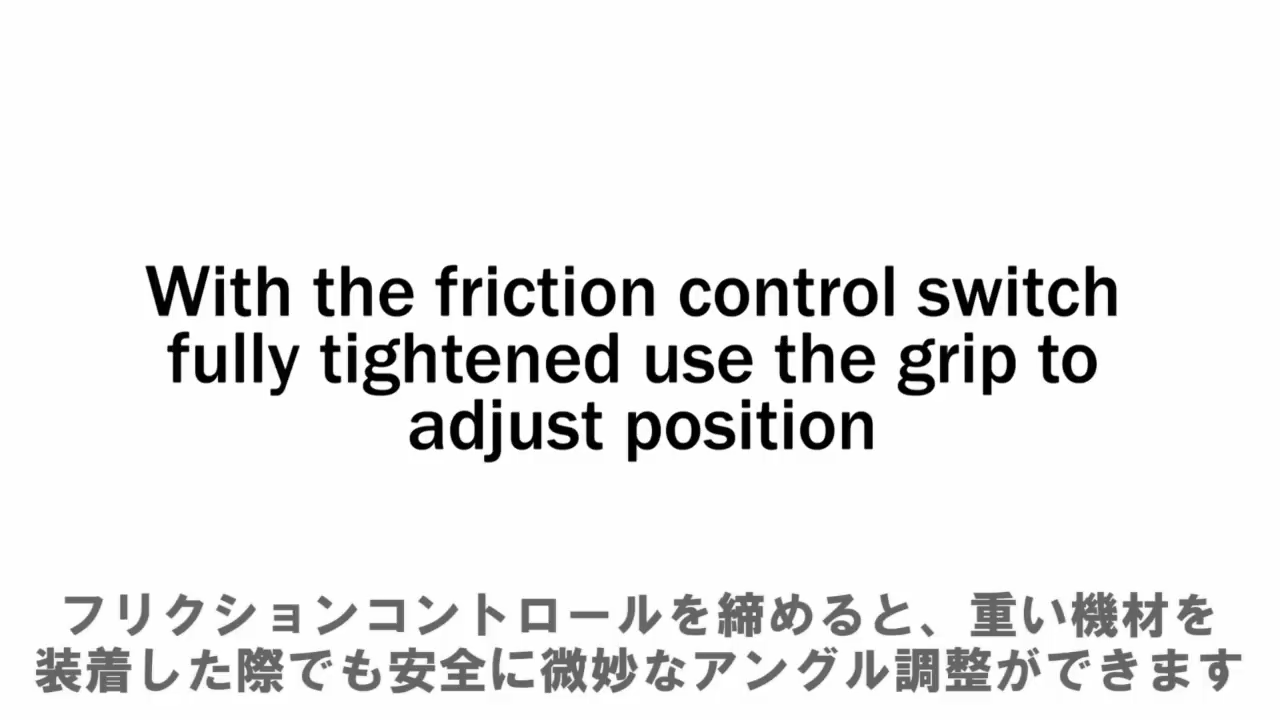 With the friction control switch
fully tightened use the grip to
adjust position
フリクションコントロールを締めると、重い機材を
装着した際でも安全に微妙なアングル調整ができます